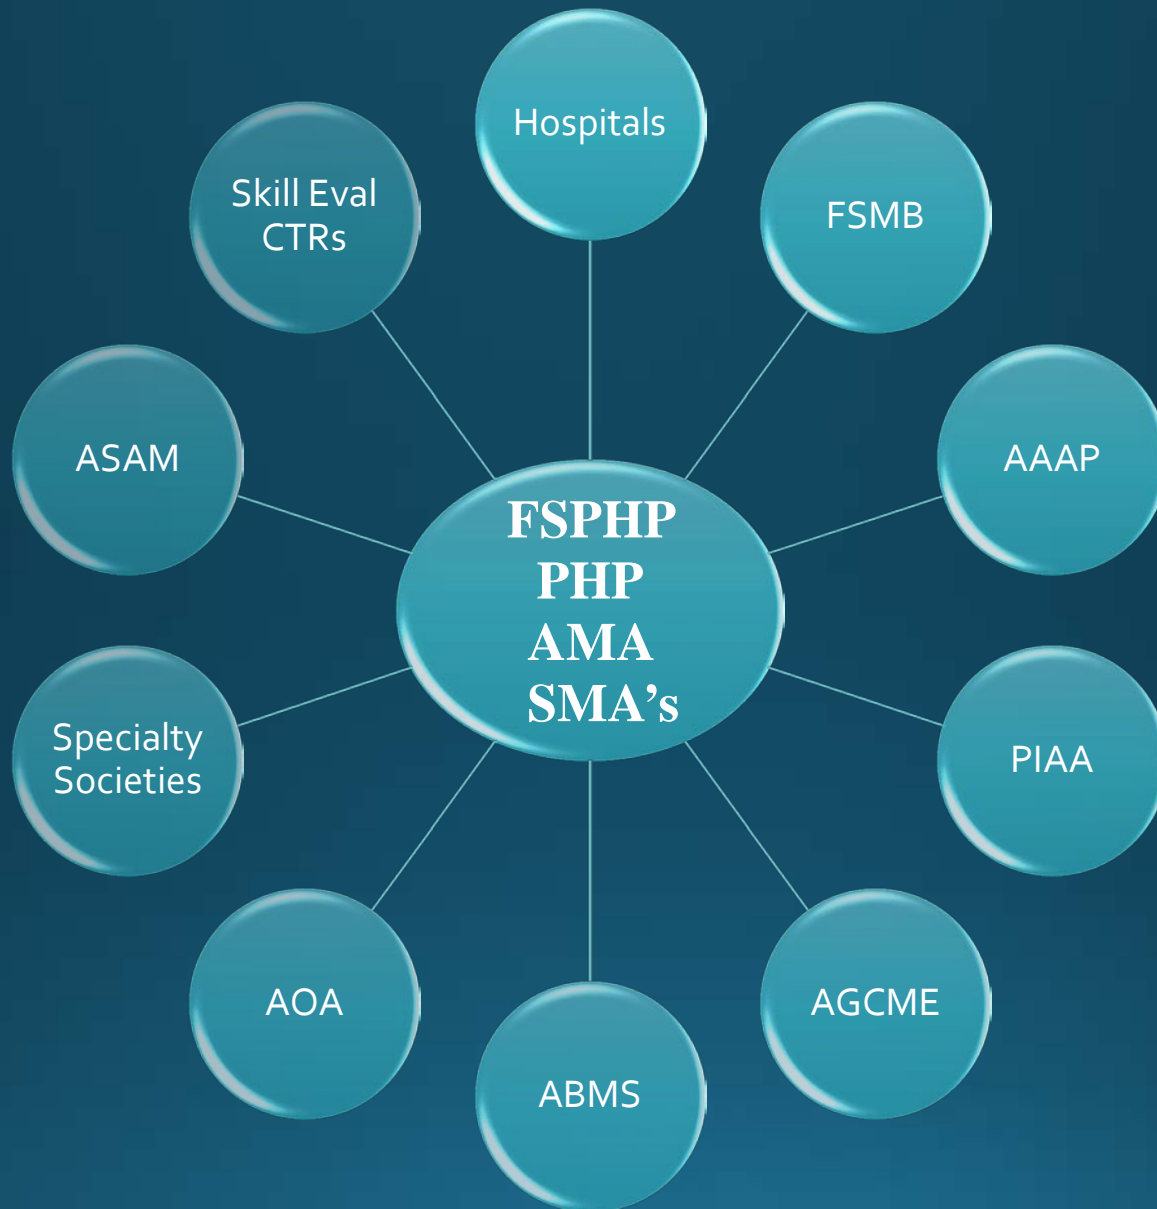 Hospitals
FSMB
AAAP
PIAA
AGCME
ABMS
AOA
Specialty
Societies
ASAM
Skill Eval
CTRs
FSPHP
PHP
AMA
SMA’s